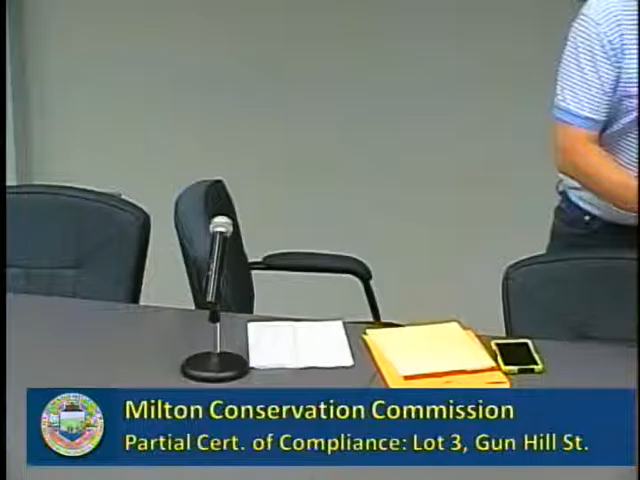 Milton Conservation Commission
Partial Cert. of Compliance: Lot 3, Gun Hill St.